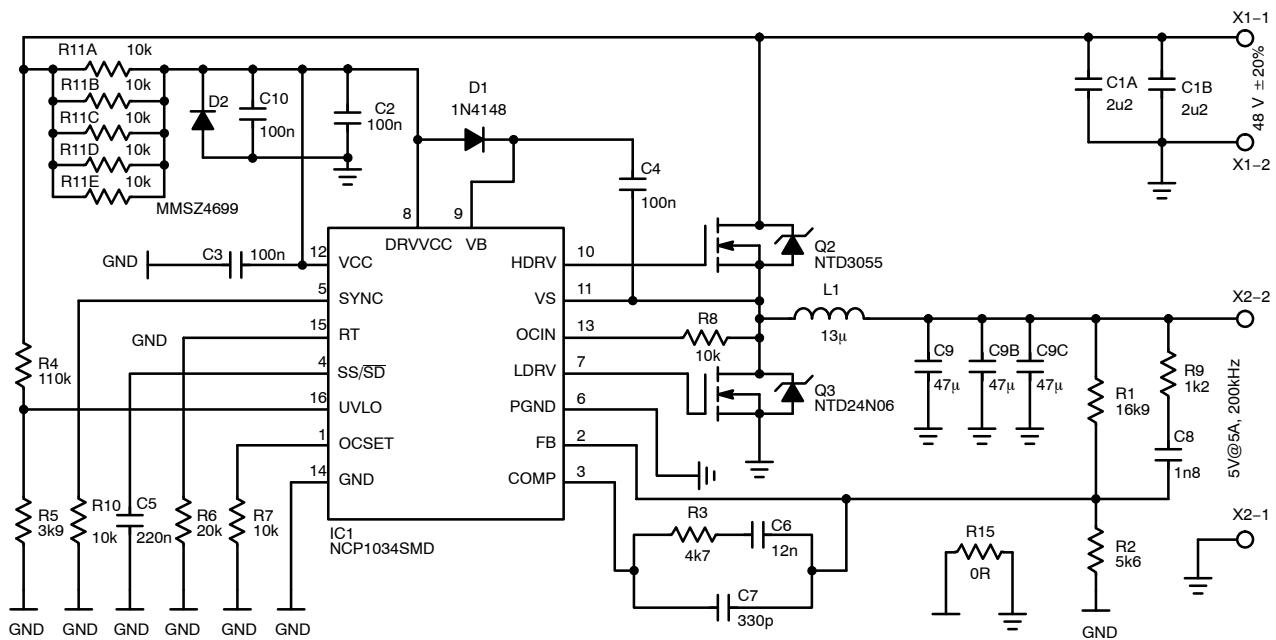 X1−1
R11A 10k
R11B 10k
R11C 10k
R11D 10k
R11E 10k
MMSZ4699
D2
C10
100n
C2
100n
D1
1N4148
C4
100n
C1A
2u2
C1B
2u2
48 V ±20%
X1−2
GND
C3 100n
8
9
DRVVCC
VB
12
VCC
5
SYNC
GND
15
RT
4
SS/SD
16
UVLO
1
OCSET
14
GND
HDRV
10
VS
11
OCIN
13
LDRV
7
PGND
6
FB
2
COMP
3
IC1
NCP1034SMD
Q2
NTD3055
R8
10k
Q3
NTD24N06
L1
13μ
X2−2
C9
47μ
C9B
47μ
C9C
47μ
R1
16k9
R9
1k2
C8
1n8
5V@5A, 200kHz
R4
110k
R5
3k9
R10
10k
C5
220n
R6
20k
R7
10k
R3
4k7
C6
12n
C7
330p
R15
0R
R2
5k6
X2−1
GND GND GND GND GND GND
GND